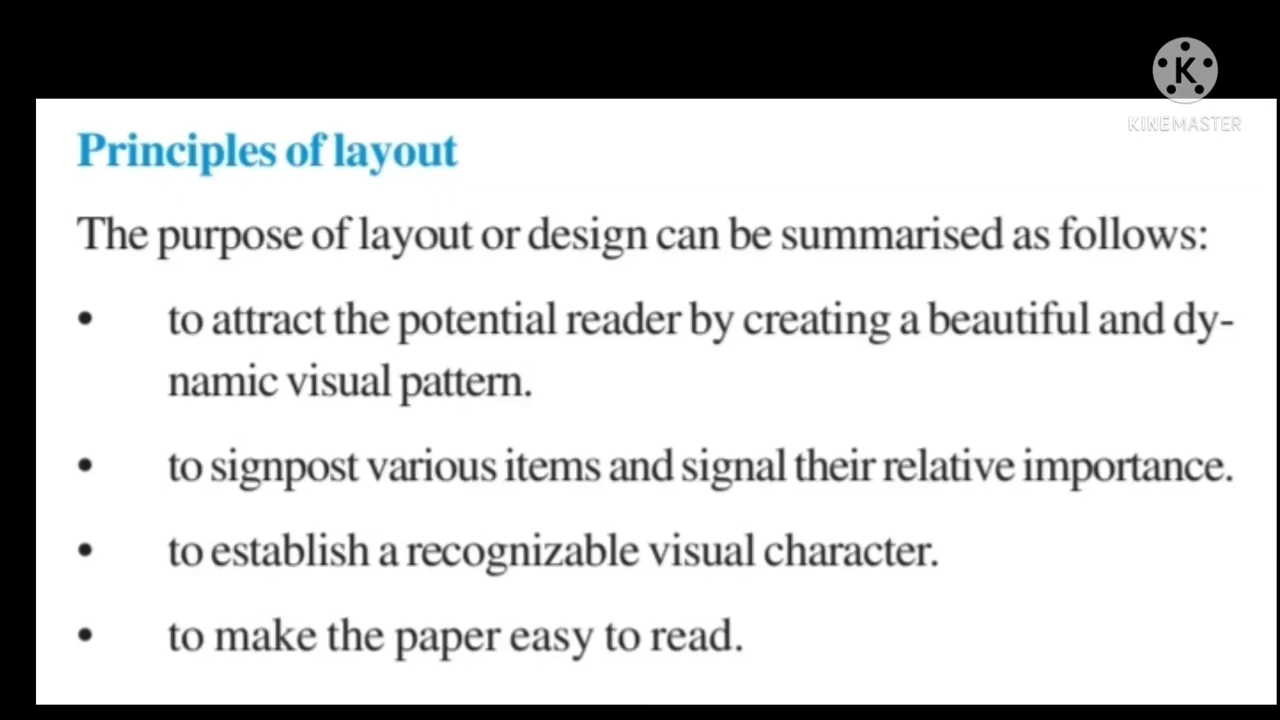 K
KINEMASTER
Principles of layout
The purpose of layout or design can be summarised as follows:
• to attract the potential reader by creating a beautiful and dy-
namic visual pattern.
• to signpost various items and signal their relative importance.
• to establish a recognizable visual character.
• to make the paper easy to read.